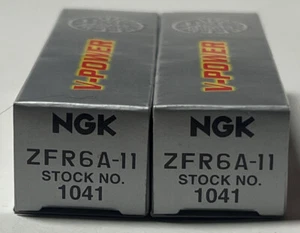 V-POWER
NGK
ZFR6A-11
STOCK NO.
1041
V-POWER
NGK
ZFR6A-11
STOCK NO.
1041